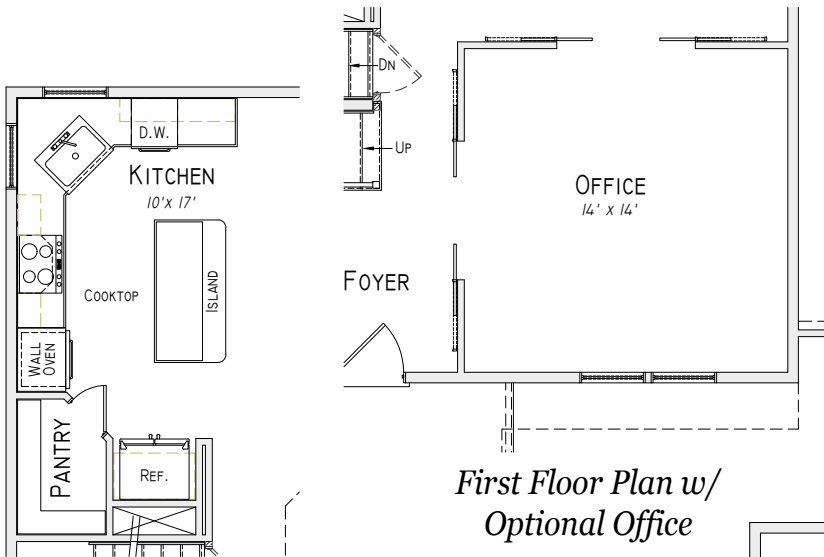 D.W.
KITCHEN
10' x 17'
COOKTOP
ISLAND
WALL
OVEN
PANTRY
REF.
DN
UP
OFFICE
14' x 14'
FOYER
First Floor Plan w/
Optional Office